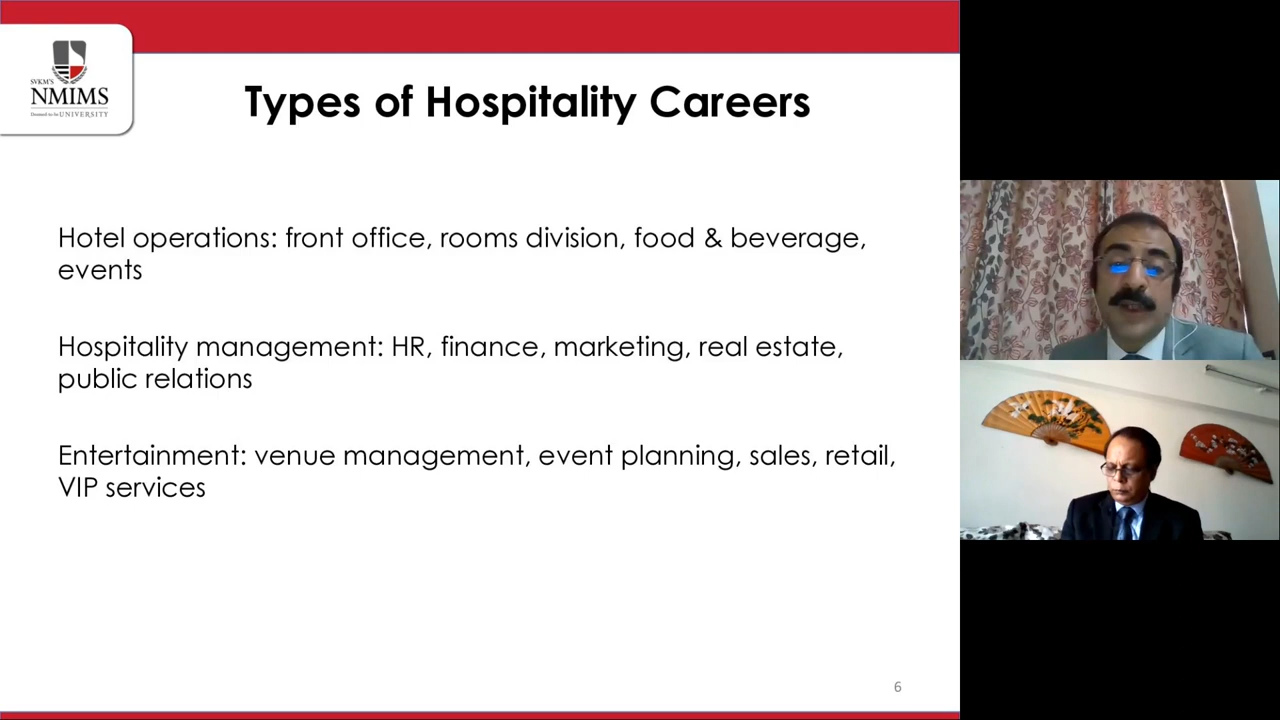 SVKM'S
NMIMS
Deemed to be UNIVERSITY
Types of Hospitality Careers
Hotel operations: front office, rooms division, food & beverage,
events
Hospitality management: HR, finance, marketing, real estate,
public relations
Entertainment: venue management, event planning, sales, retail,
VIP services
6